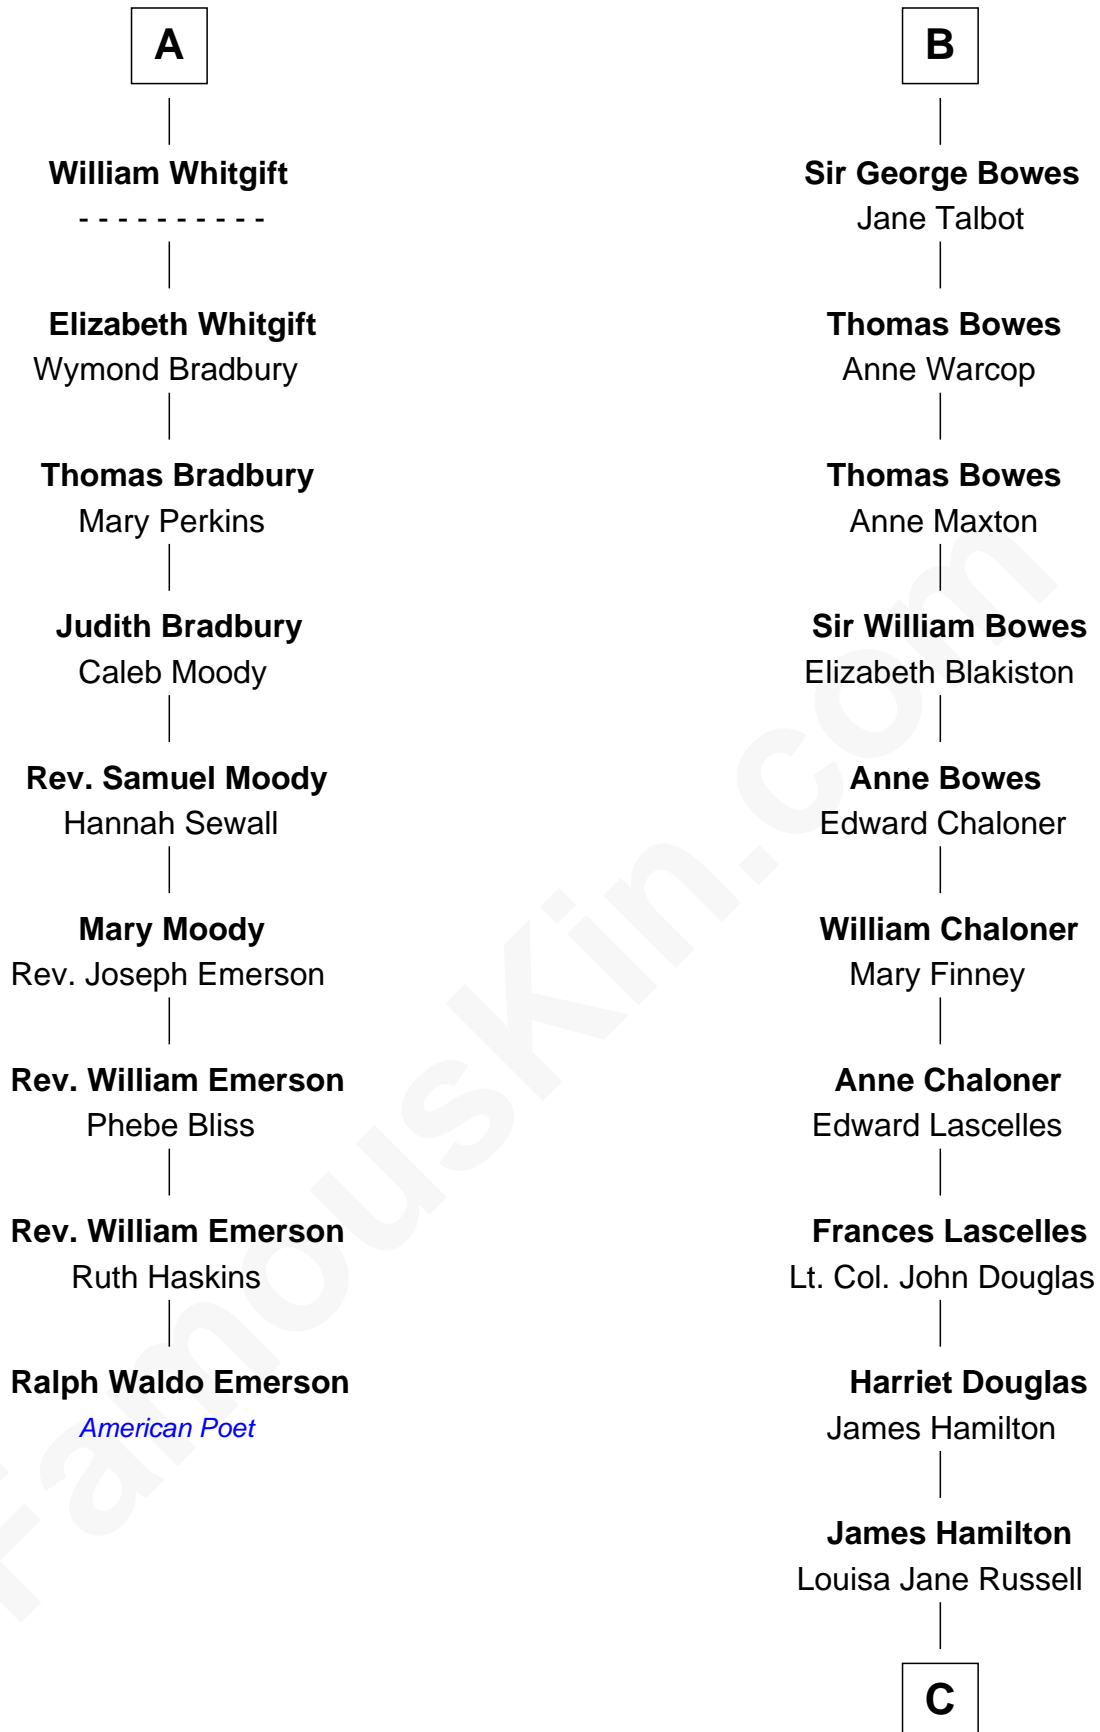 A
William Whitgift
- - - - - - - - - -
Elizabeth Whitgift
Wymond Bradbury
Thomas Bradbury
Mary Perkins
Judith Bradbury
Caleb Moody
Rev. Samuel Moody
Hannah Sewall
Mary Moody
Rev. Joseph Emerson
Rev. William Emerson
Phebe Bliss
Rev. William Emerson
Ruth Haskins
Ralph Waldo Emerson
American Poet
B
Sir George Bowes
Jane Talbot
Thomas Bowes
Anne Warcop
Thomas Bowes
Anne Maxton
Sir William Bowes
Elizabeth Blakiston
Anne Bowes
Edward Chaloner
William Chaloner
Mary Finney
Anne Chaloner
Edward Lascelles
Frances Lascelles
Lt. Col. John Douglas
Harriet Douglas
James Hamilton
James Hamilton
Louisa Jane Russell
C
FamousKin.com